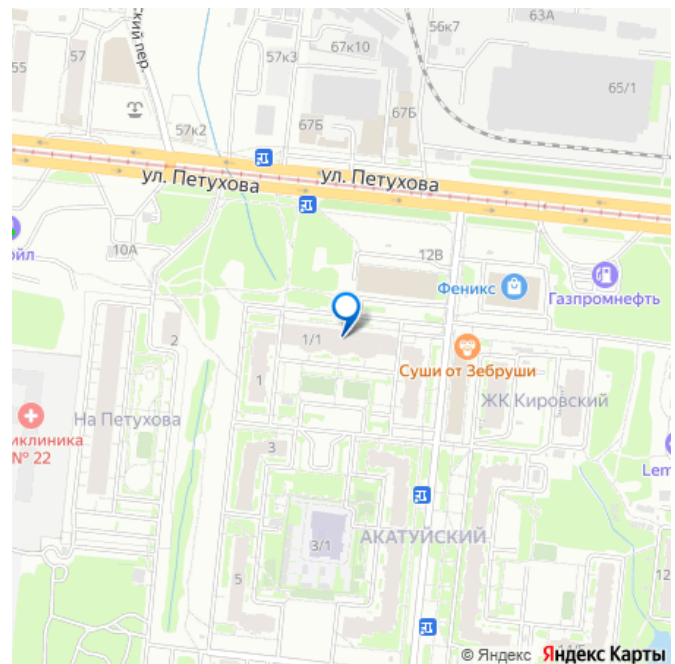 ский пер.
56к7
63А
67к10
55
57
57к3
65/1
57к2
67Б
67Б
ул. Петухова
ул. Петухова
10А
12В
ойл
Феникс
Газпромнефть
2
1/1
Суши от Зебруши
1
ЖК Кировский
На Петухова
иклиника
№ 22
3
Lem
АКАТУЙСКИЙ
3/1
5
12
© Яндекс Яндекс Карты